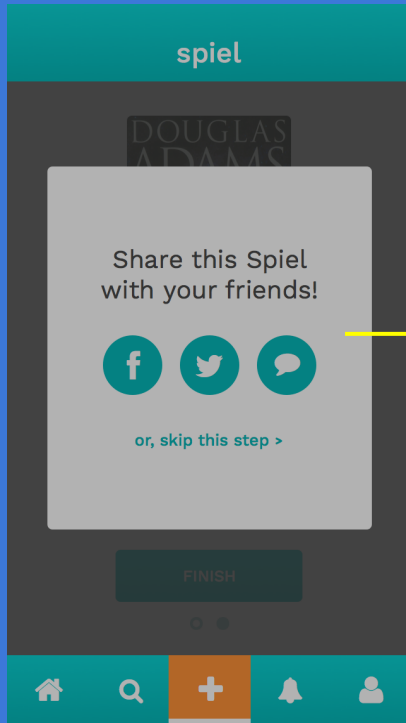 spiel
DOUGLAS
ADAMS
Share this Spiel
with your friends!
f
or, skip this step >
FINISH